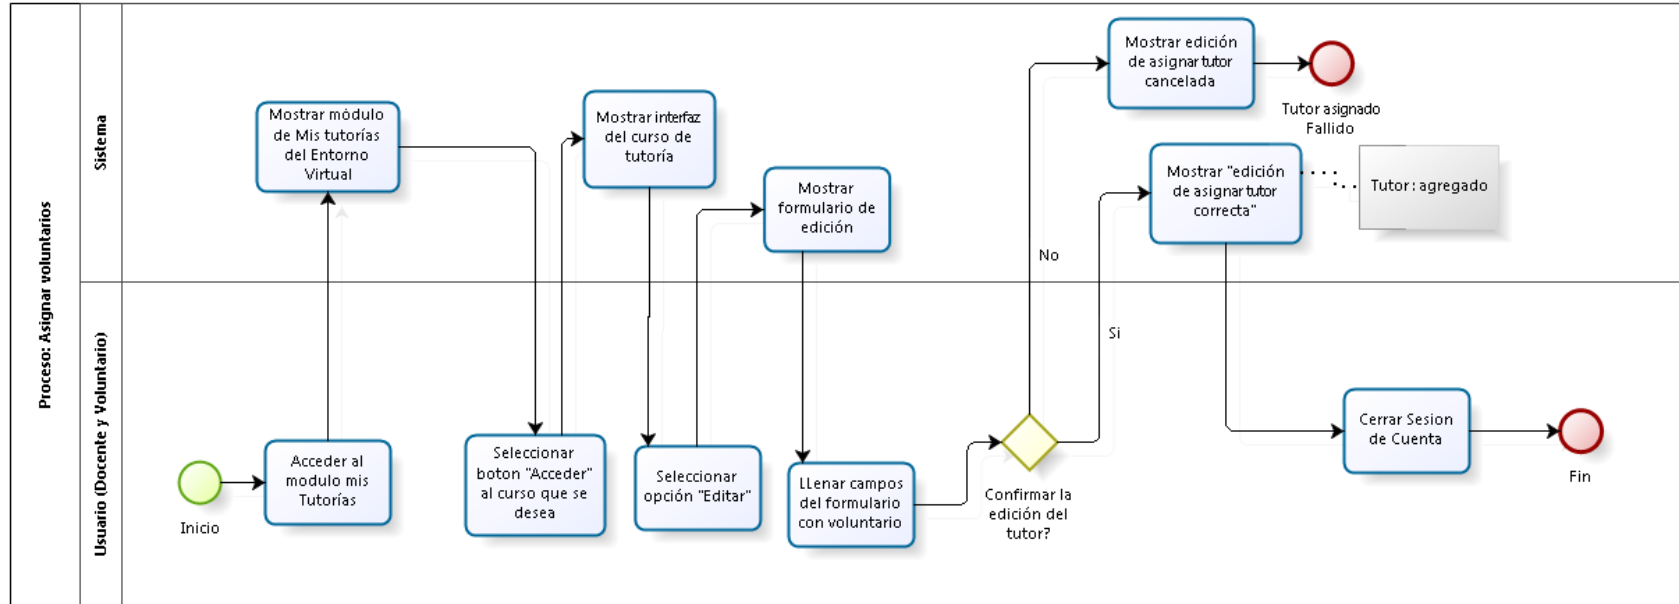 Proceso: Asignar voluntarios
Sistema
Mostrar módulo
de Mis tutorías
del Entorno
Virtual
Mostrar interfaz
del curso de
tutoría
Mostrar
formulario de
edición
Mostrar edición
de asignar tutor
cancelada
Tutor asignado
Fallido
Mostrar "edición
de asignar tutor
correcta"
Tutor : agregado
No
Si
Usuario (Docente y Voluntario)
Inicio
Acceder al
modulo mis
Tutorías
Seleccionar
boton "Acceder"
al curso que se
desea
Seleccionar
opción "Editar"
LLenar campos
del formulario
con voluntario
Confirmar la
edición del
tutor?
Cerrar Sesion
de Cuenta
Fin